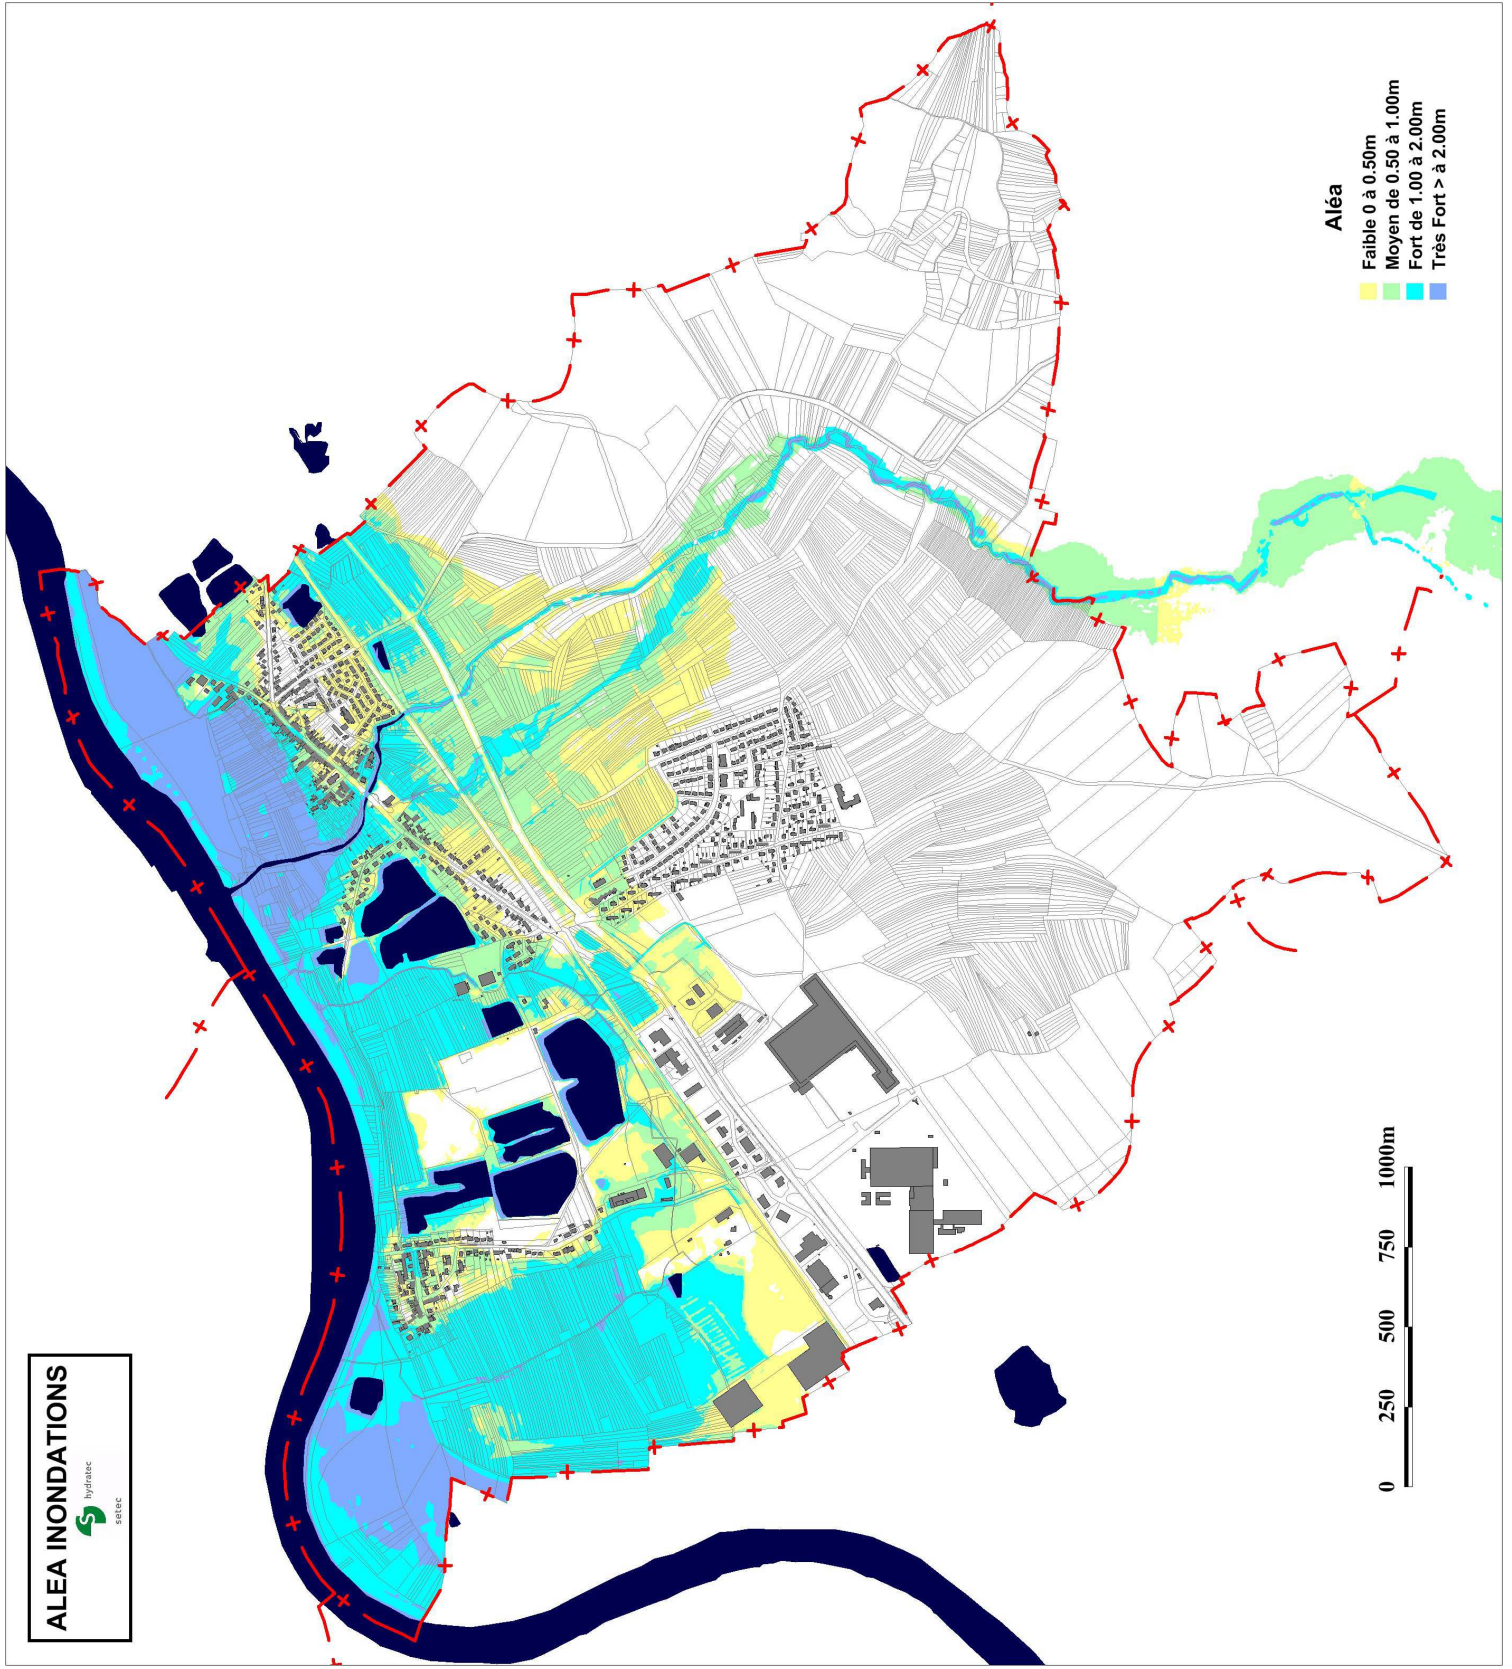 ALEA INONDATIONS
hydratec
setec
Aléa
Faible 0 à 0.50m
Moyen de 0.50 à 1.00m
Fort de 1.00 à 2.00m
Très Fort > à 2.00m
0 250 500 750 1000m